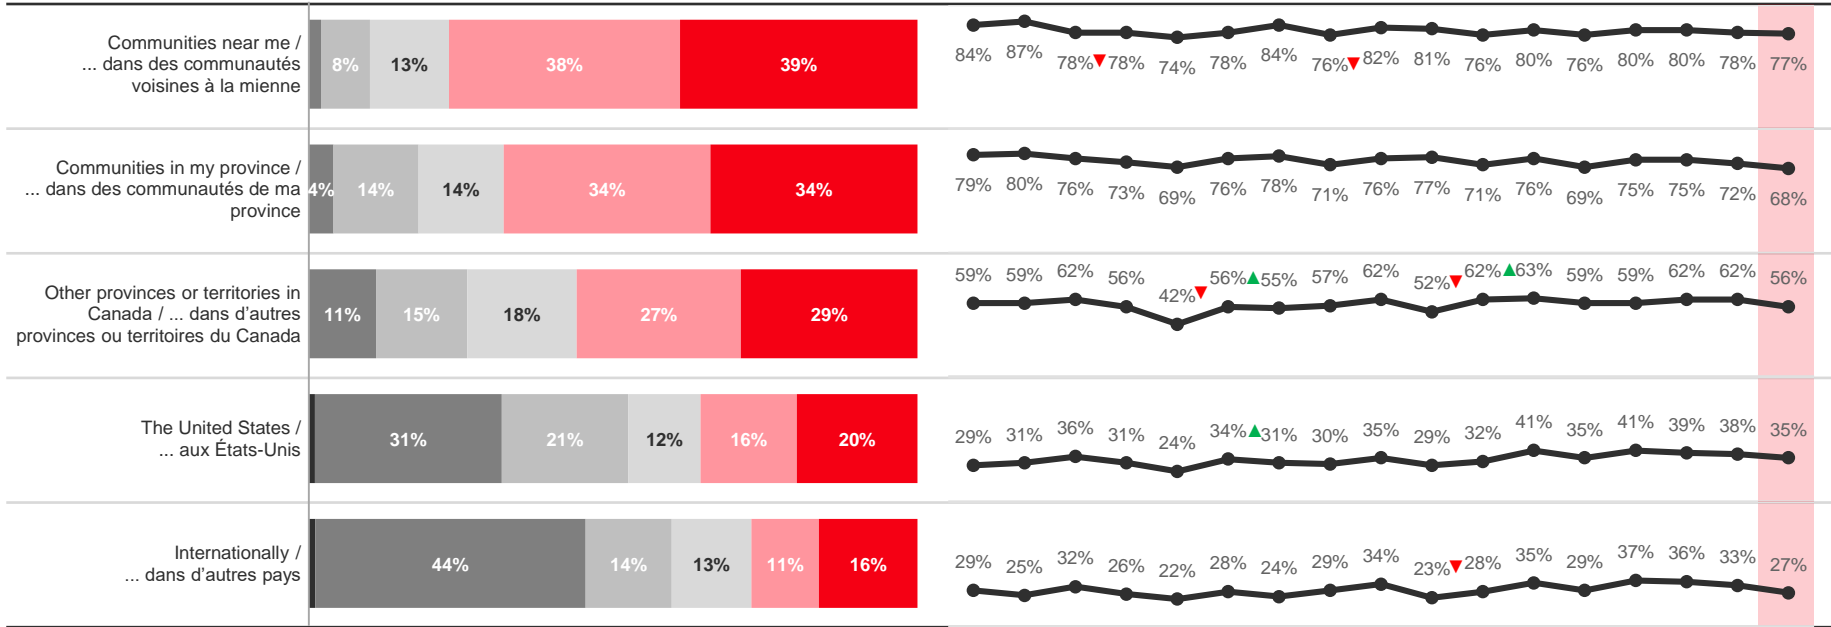 Communities near me /
... dans des communautés
voisines à la mienne
8% 13% 38% 39%
84% 87% 78%▼78% 74% 78% 84% 76%▼82% 81% 76% 80% 76% 80% 80% 78% 77%
Communities in my province /
... dans des communautés de ma
province
4% 14% 14% 34% 34%
79% 80% 76% 73% 69% 76% 78% 71% 76% 77% 71% 76% 69% 75% 75% 72% 68%
Other provinces or territories in
Canada / ... dans d'autres
provinces ou territoires du Canada
11% 15% 18% 27% 29%
59% 59% 62% 56% 42%▼ 56%▲55% 57% 62% 52%▼62% ▲63% 59% 59% 62% 62% 56%
The United States /
... aux États-Unis
31% 21% 12% 16% 20%
29% 31% 36% 31% 24% 34%▲31% 30% 35% 29% 32% 41% 35% 41% 39% 38% 35%
Internationally /
... dans d'autres pays
44% 14% 13% 11% 16%
29% 25% 32% 26% 22% 28% 24% 29% 34% 23%▼28% 35% 29% 37% 36% 33% 27%